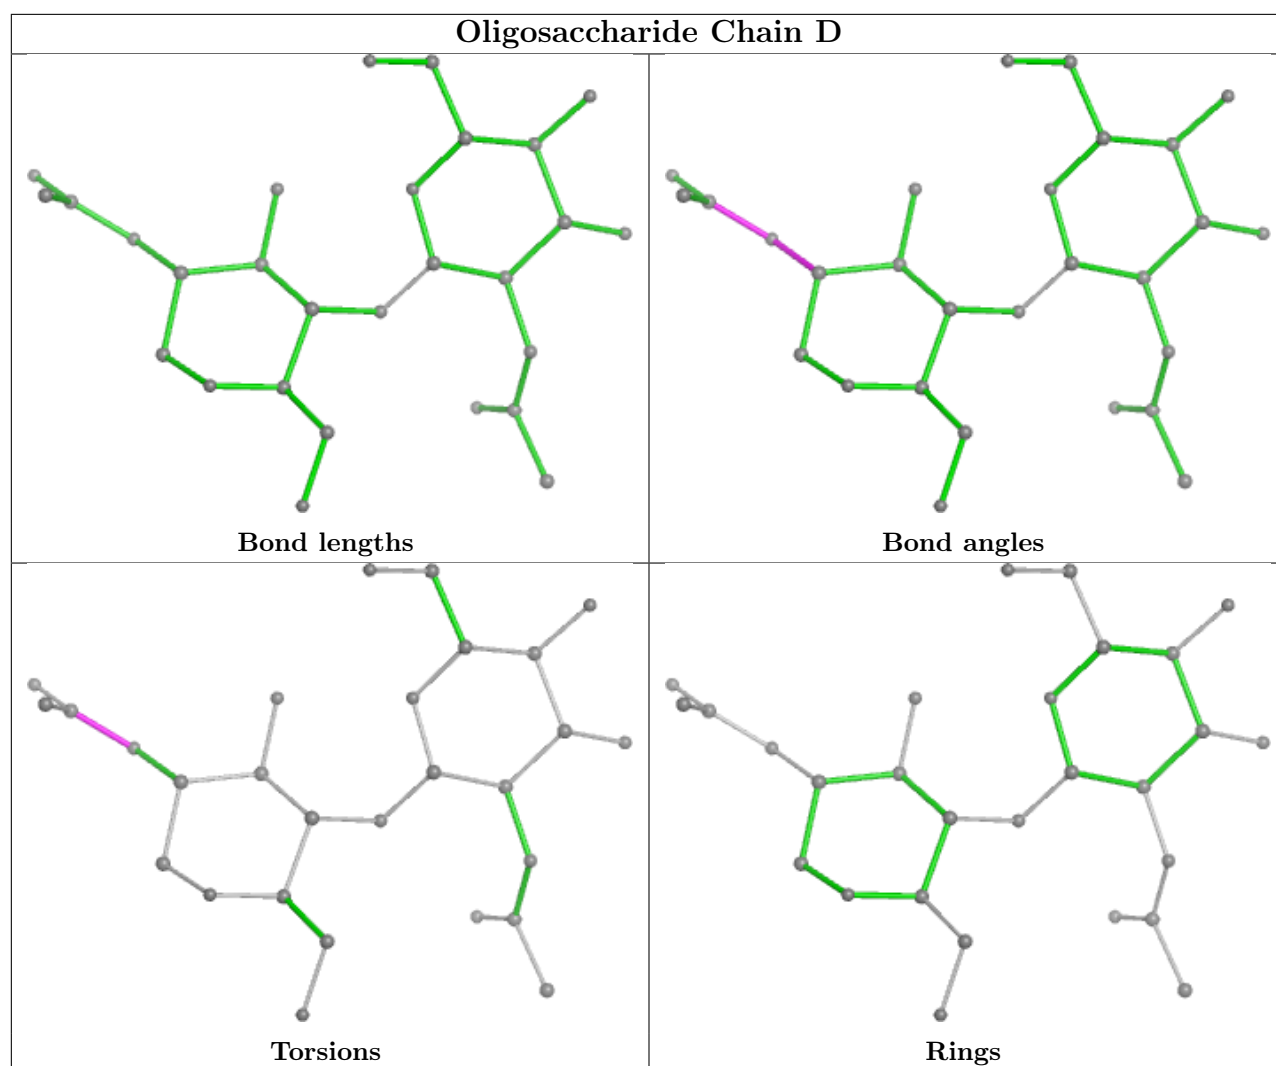 Oligosaccharide Chain D
Bond lengths
Bond angles
Torsions
Rings